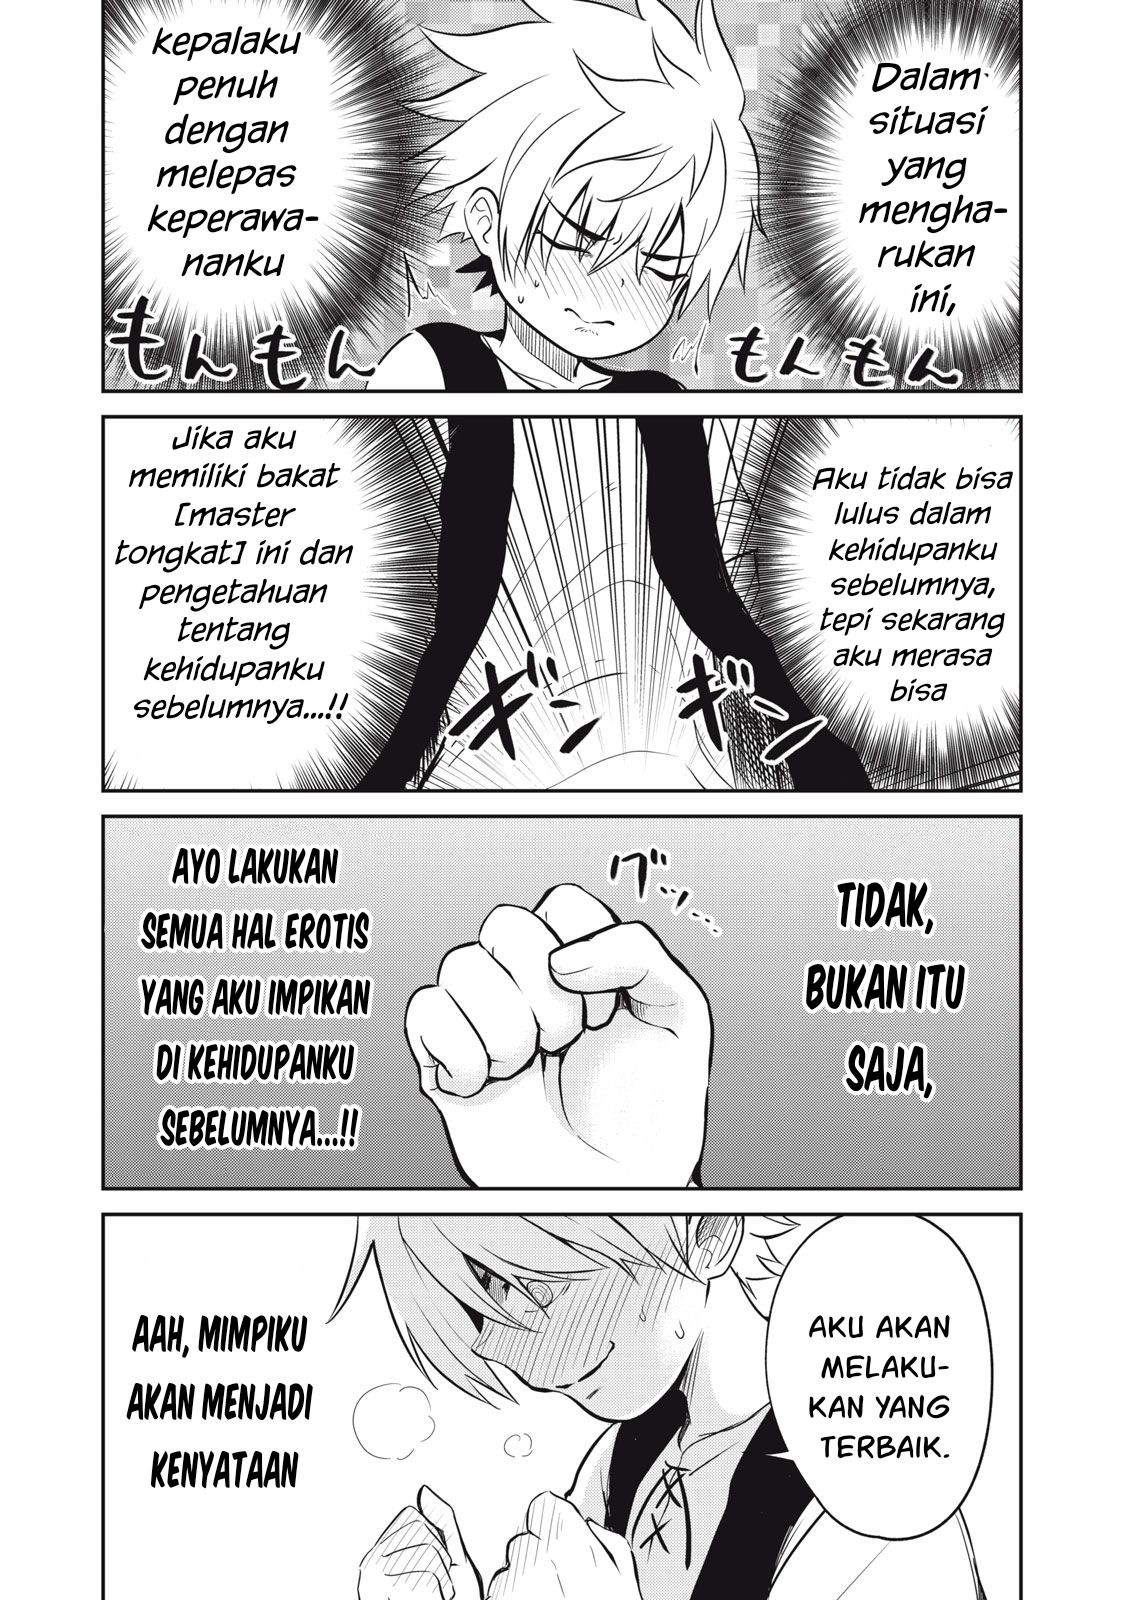 Dalam
situasi
yang
mengha-
rukan
ini,
kepalaku
penuh
dengan
melepas
keperawa-
nanku
もんもん
もんもん
Aku tidak bisa
lulus dalam
kehidupanku
sebelumnya,
tepi sekarang
aku merasa
bisa
Jika aku
memiliki bakat
[master
tongkat] ini dan
pengetahuan
tentang
kehidupanku
sebelumnya...!!
ギンギン
TIDAK,
BUKAN ITU
SAJA,
グッ...
AYO LAKUKAN
SEMUA HAL EROTIS
YANG AKU IMPIKAN
DI KEHIDUPANKU
SEBELUMNYA...!!
AKU AKAN
MELAKU-
KAN YANG
TERBAIK.
AAH, MIMPIKU
AKAN MENJADI
KENYATAAN